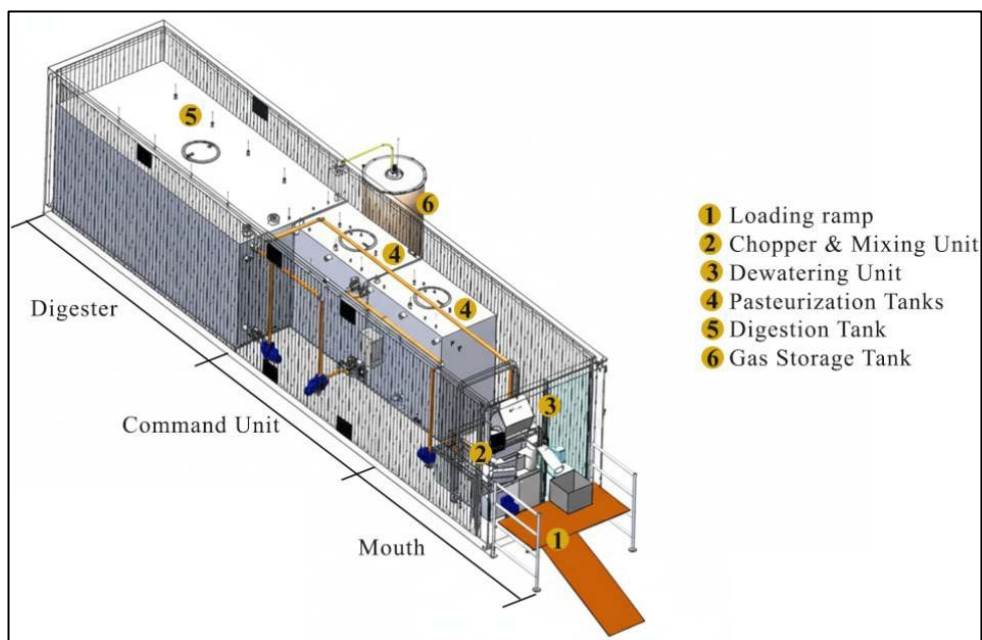 5
6
4
4
3
2
1
Digester
Command Unit
Mouth
1 Loading ramp
2 Chopper & Mixing Unit
3 Dewatering Unit
4 Pasteurization Tanks
5 Digestion Tank
6 Gas Storage Tank